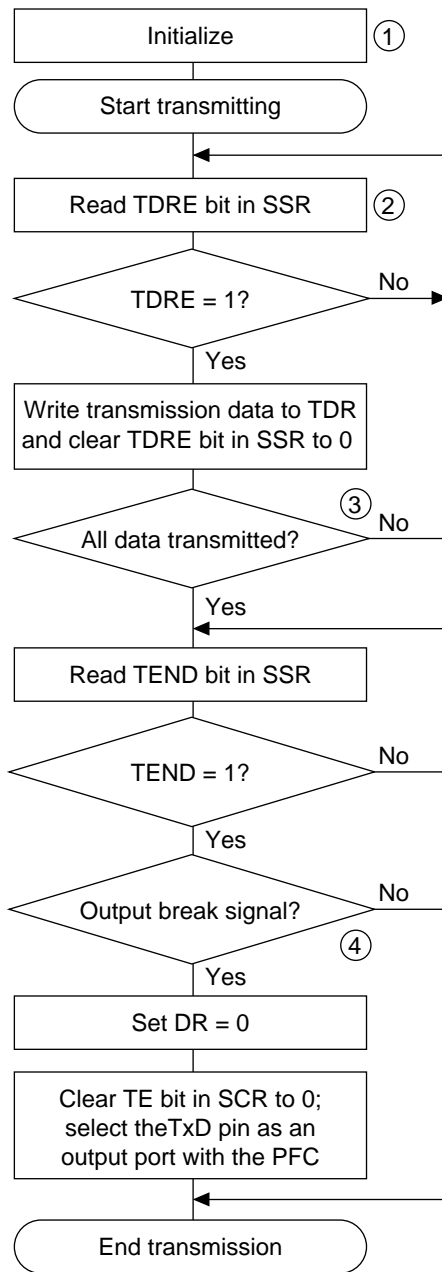 Initialize
1
Start transmitting
Read TDRE bit in SSR
2
TDRE = 1?
No
Yes
Write transmission data to TDR
and clear TDRE bit in SSR to 0
3
All data transmitted?
No
Yes
Read TEND bit in SSR
TEND = 1?
No
Yes
Output break signal?
No
4
Yes
Set DR = 0
Clear TE bit in SCR to 0;
select theTxD pin as an
output port with the PFC
End transmission